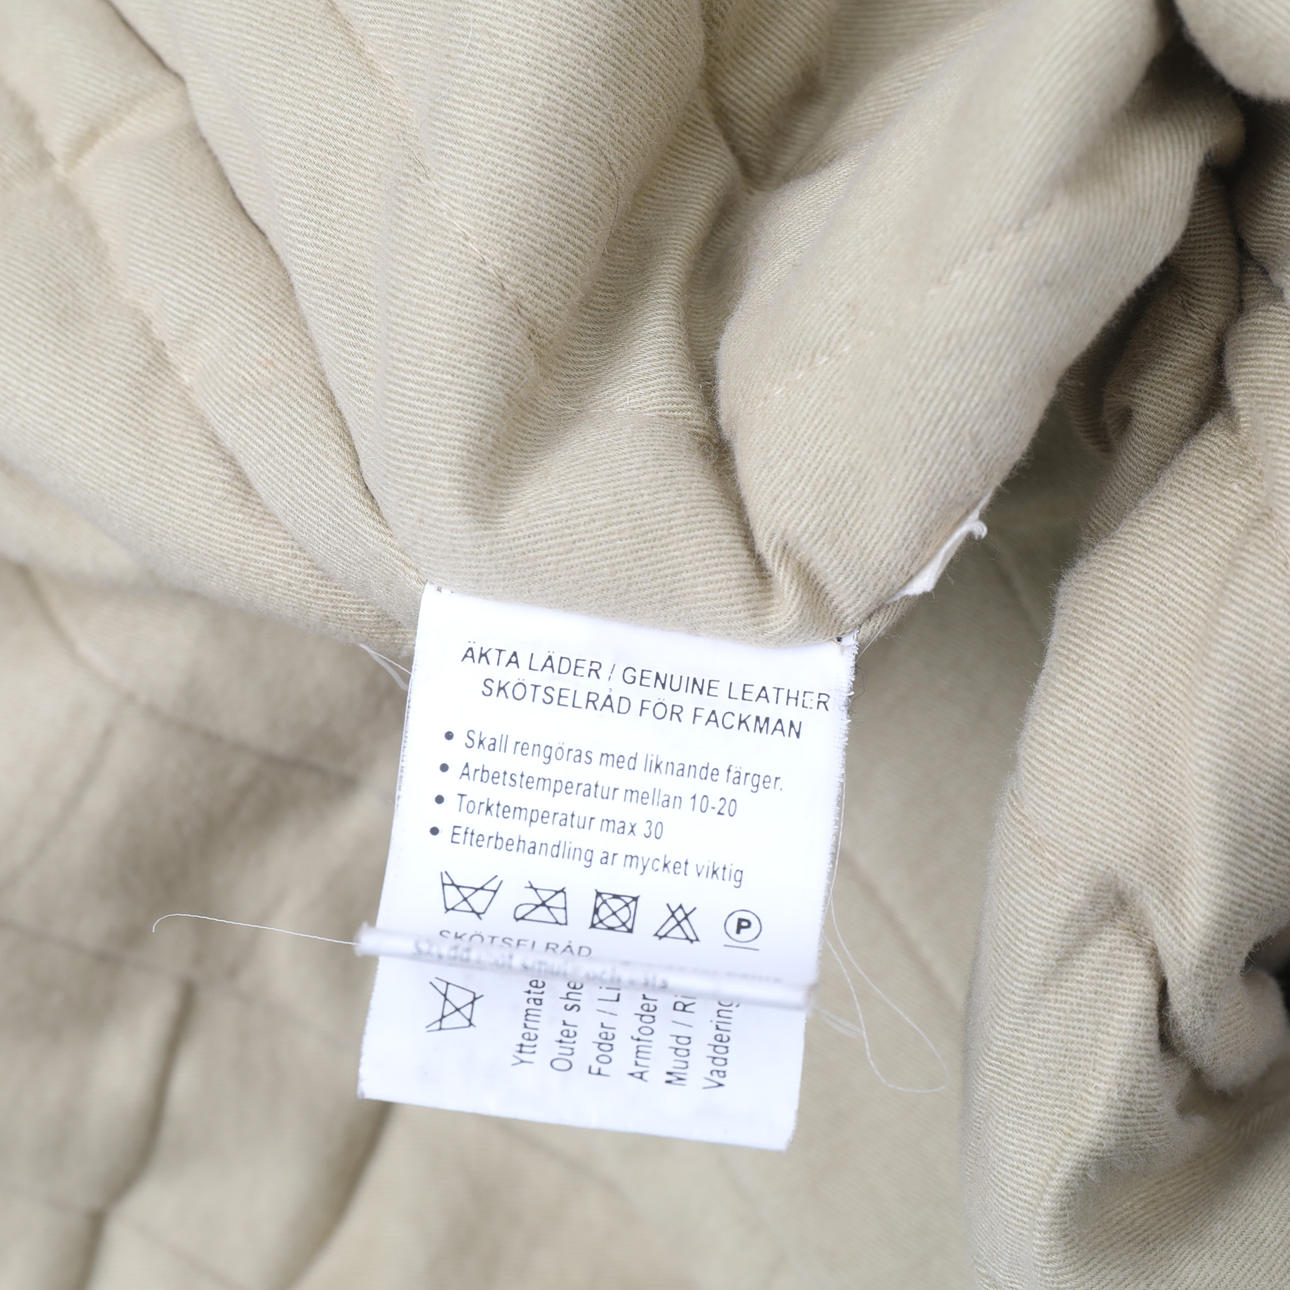 ÄKTA LÄDER / GENUINE LEATHER
SKÖTSELRÅD FÖR FACKMAN
• Skall rengöras med liknande färger.
• Arbetstemperatur mellan 10-20
• Torktemperatur max 30
• Efterbehandling ar mycket viktig
P
SKÖTSELRÅD
Yttermate
Outer she
Foder / Li
Armfoder
Mudd / Ri
Vaddering